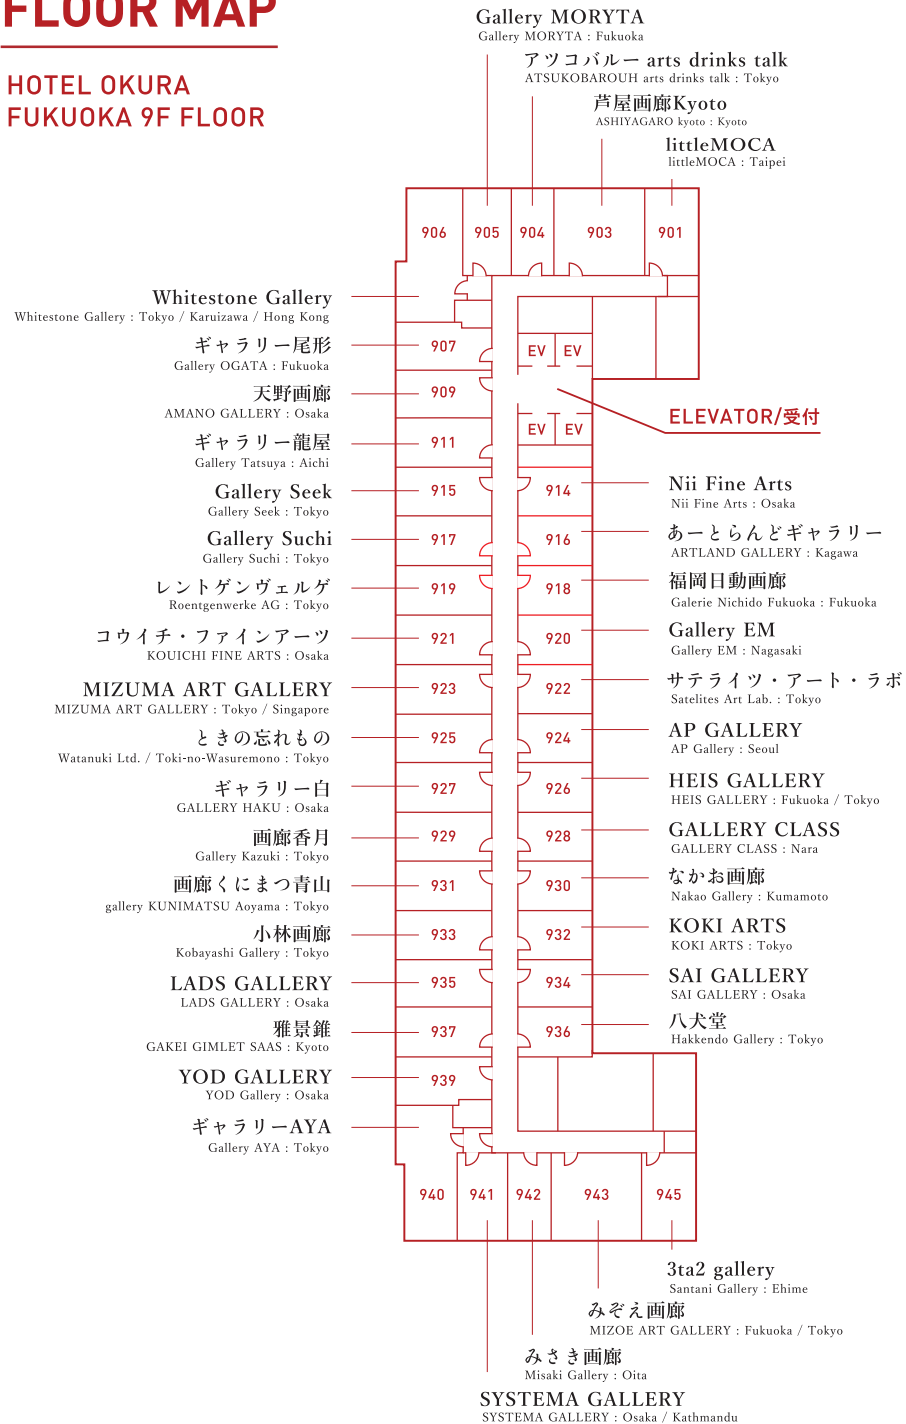 FLOOR MAP
HOTEL OKURA
FUKUOKA 9F FLOOR
Gallery MORYTA
Gallery MORYTA : Fukuoka
アツコバルー arts drinks talk
ATSUKOBAROUH arts drinks talk : Tokyo
芦屋画廊Kyoto
ASHIYAGARO kyoto : Kyoto
littleMOCA
littleMOCA : Taipei
906
905
904
903
901
Whitestone Gallery
Whitestone Gallery : Tokyo / Karuizawa / Hong Kong
ギャラリー尾形
Gallery OGATA : Fukuoka
907
天野画廊
AMANO GALLERY : Osaka
909
ギャラリー龍屋
Gallery Tatsuya : Aichi
911
Gallery Seek
Gallery Seek : Tokyo
915
Gallery Suchi
Gallery Suchi : Tokyo
917
レントゲンヴェルゲ
Roentgenwerke AG : Tokyo
919
コウイチ・ファインアーツ
KOUICHI FINE ARTS : Osaka
921
MIZUMA ART GALLERY
MIZUMA ART GALLERY : Tokyo / Singapore
923
ときの忘れもの
Watanuki Ltd. / Toki-no-Wasuremono : Tokyo
925
ギャラリー白
GALLERY HAKU : Osaka
927
画廊香月
Gallery Kazuki : Tokyo
929
画廊くにまつ青山
gallery KUNIMATSU Aoyama : Tokyo
931
小林画廊
Kobayashi Gallery : Tokyo
933
LADS GALLERY
LADS GALLERY : Osaka
935
雅景錐
GAKEI GIMLET SAAS : Kyoto
937
YOD GALLERY
YOD Gallery : Osaka
939
ギャラリーAYA
Gallery AYA : Tokyo
EV
EV
EV
EV
ELEVATOR/受付
914
Nii Fine Arts
Nii Fine Arts : Osaka
916
あーとらんどギャラリー
ARTLAND GALLERY : Kagawa
918
福岡日動画廊
Galerie Nichido Fukuoka : Fukuoka
920
Gallery EM
Gallery EM : Nagasaki
922
サテライツ・アート・ラボ
Satelites Art Lab. : Tokyo
924
AP GALLERY
AP Gallery : Seoul
926
HEIS GALLERY
HEIS GALLERY : Fukuoka / Tokyo
928
GALLERY CLASS
GALLERY CLASS : Nara
930
なかお画廊
Nakao Gallery : Kumamoto
932
KOKI ARTS
KOKI ARTS : Tokyo
934
SAI GALLERY
SAI GALLERY : Osaka
936
八犬堂
Hakkendo Gallery : Tokyo
940
941
942
943
945
3ta2 gallery
Santani Gallery : Ehime
みぞえ画廊
MIZOE ART GALLERY : Fukuoka / Tokyo
みさき画廊
Misaki Gallery : Oita
SYSTEMA GALLERY
SYSTEMA GALLERY : Osaka / Kathmandu